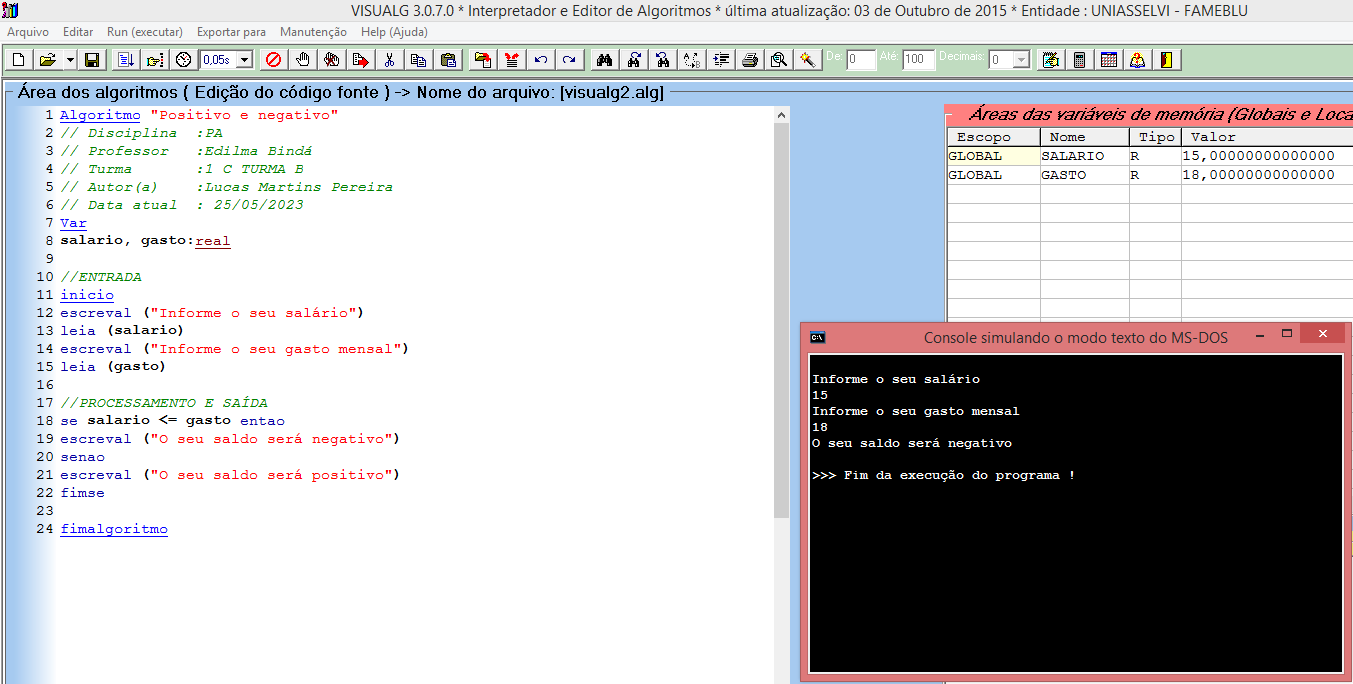 VISUALG 3.0.7.0 * Interpretador e Editor de Algoritmos * última atualização: 03 de Outubro de 2015 * Entidade : UNIASSELVI - FAMEBLU
Arquivo Editar Run (executar) Exportar para Manutenção Help (Ajuda)
0,05s De: 0 Até: 100 Decimais: 0
Área dos algoritmos ( Edição do código fonte ) -> Nome do arquivo: [visualg2.alg]
1 Algoritmo "Positivo e negativo"
2 // Disciplina :PA
3 // Professor :Edilma Bindá
4 // Turma :1 C TURMA B
5 // Autor(a) :Lucas Martins Pereira
6 // Data atual : 25/05/2023
7 Var
8 salario, gasto:real
9
10 //ENTRADA
11 inicio
12 escreval ("Informe o seu salário")
13 leia (salario)
14 escreval ("Informe o seu gasto mensal")
15 leia (gasto)
16
17 //PROCESSAMENTO E SAÍDA
18 se salario <= gasto entao
19 escreval ("O seu saldo será negativo")
20 senao
21 escreval ("O seu saldo será positivo")
22 fimse
23
24 fimalgoritmo
Áreas das variáveis de memória (Globais e Loca
Escopo Nome Tipo Valor
GLOBAL SALARIO R 15,00000000000000
GLOBAL GASTO R 18,00000000000000
C:\ Console simulando o modo texto do MS-DOS
Informe o seu salário
15
Informe o seu gasto mensal
18
O seu saldo será negativo
>>> Fim da execução do programa !